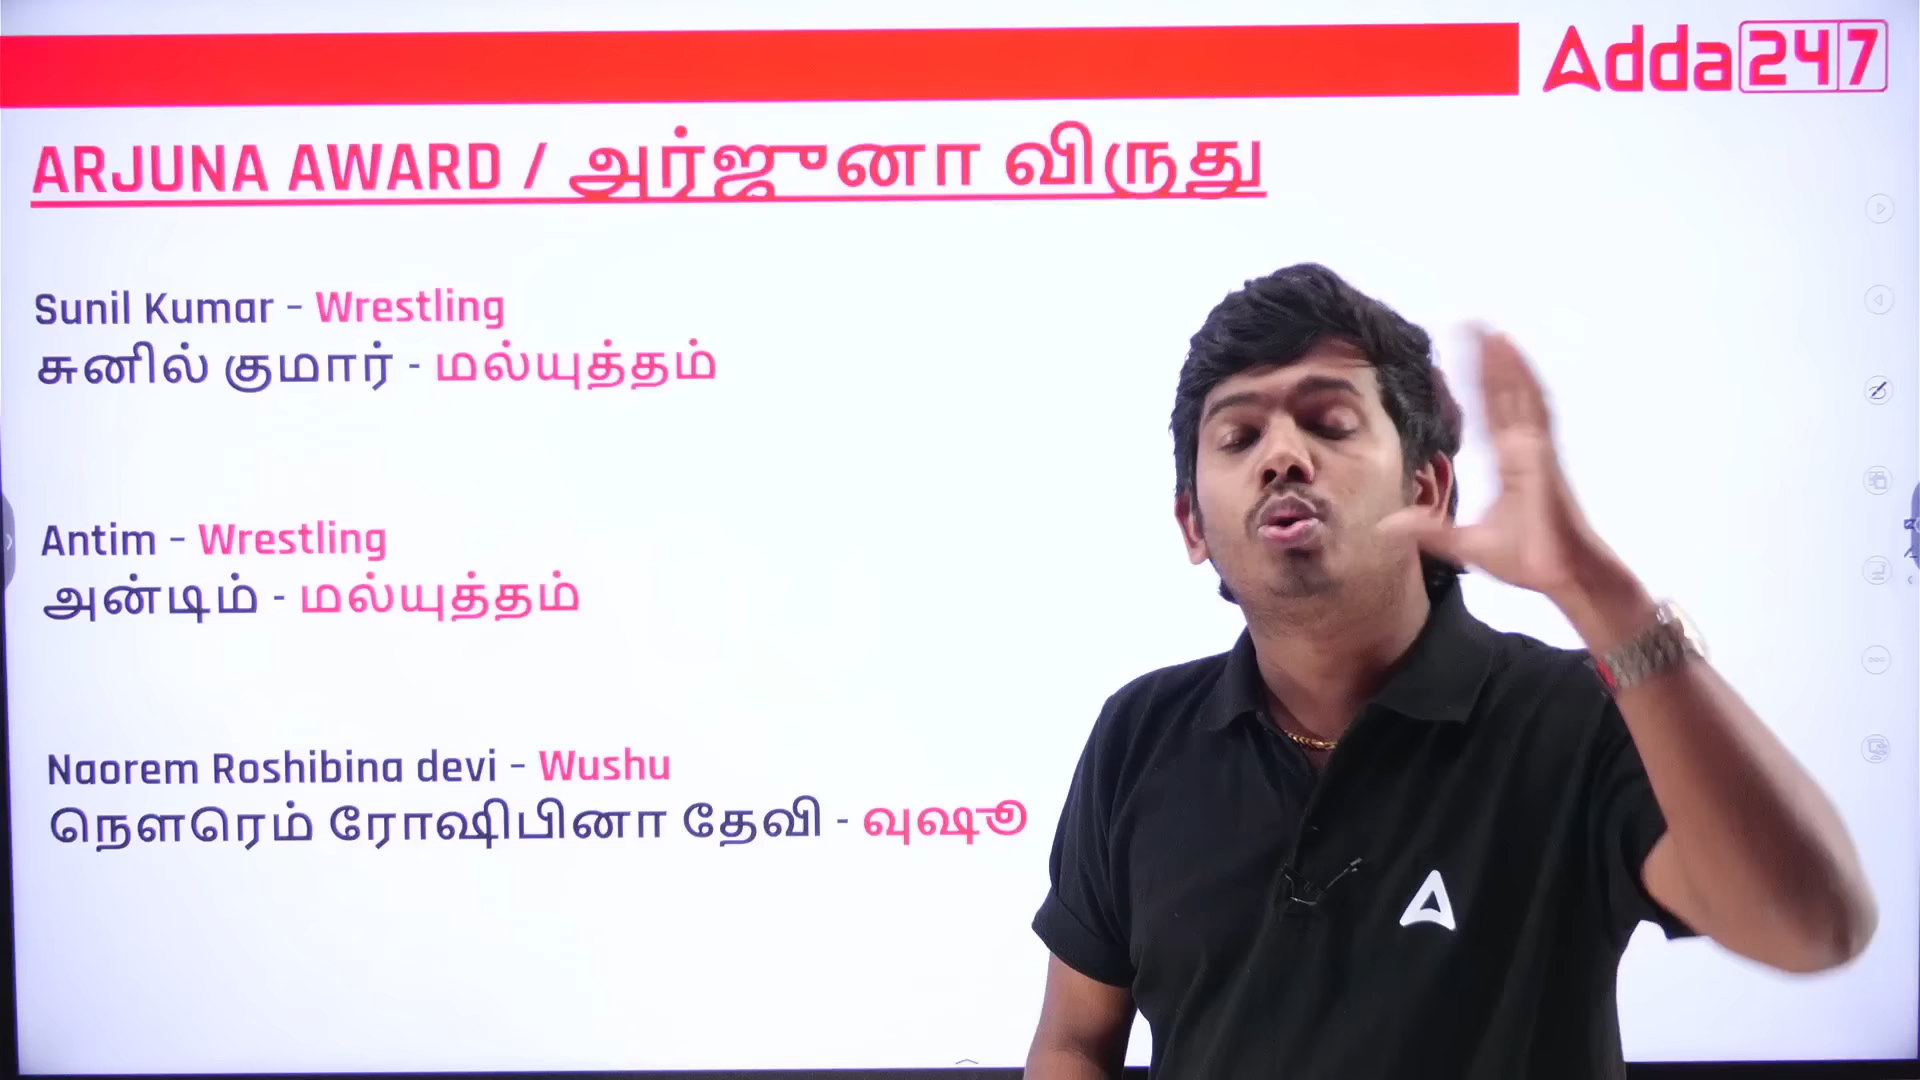 Adda247
ARJUNA AWARD / அர்ஜுனா விருது
Sunil Kumar - Wrestling
சுனில் குமார் - மல்யுத்தம்
Antim - Wrestling
அன்டிம் - மல்யுத்தம்
Naorem Roshibina devi - Wushu
நௌரெம் ரோஷிபினா தேவி - வுஷூ